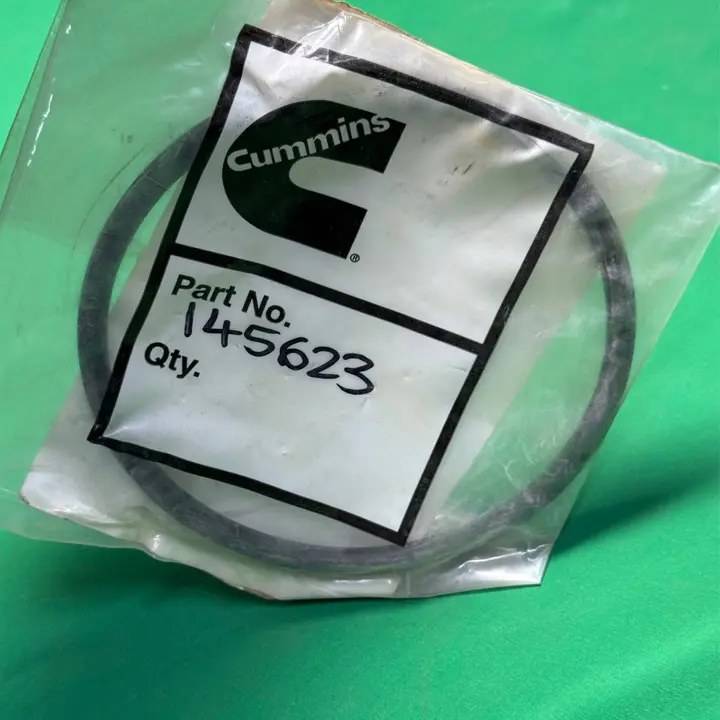 Cummins
®
Part No.
145623
Qty.